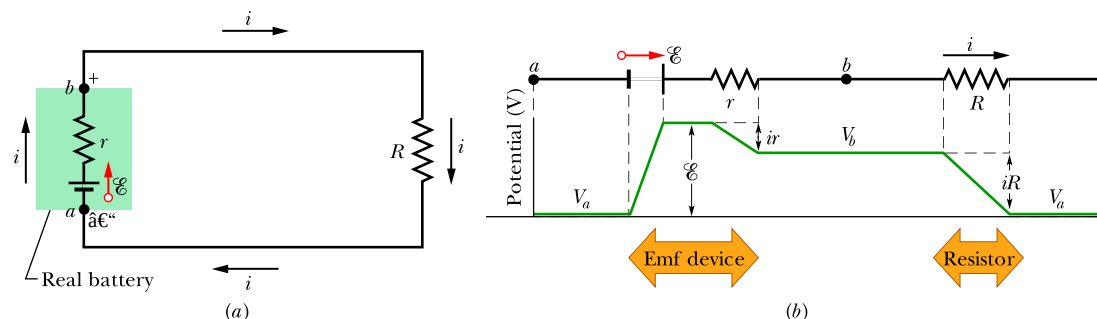 i
b
+
r
i
ℰ
a
â€“
R
i
Real battery
i
(a)
Potential (V)
a
ℰ
r
b
i
R
ir
V_b
ℰ
iR
V_a
V_a
Emf device
Resistor
(b)